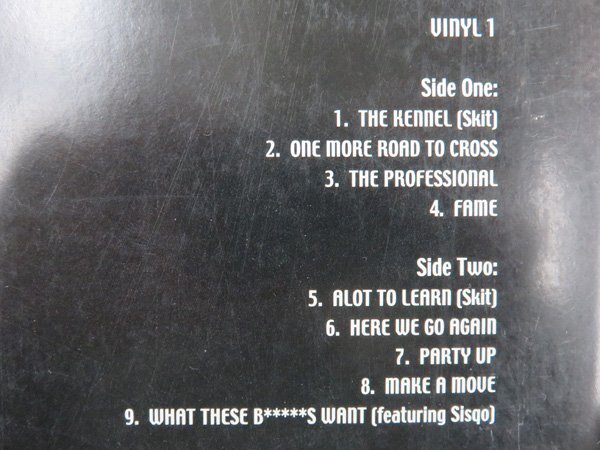 VINYL 1
Side One:
1. THE KENNEL (Skit)
2. ONE MORE ROAD TO CROSS
3. THE PROFESSIONAL
4. FAME
Side Two:
5. ALOT TO LEARN (Skit)
6. HERE WE GO AGAIN
7. PARTY UP
8. MAKE A MOVE
9. WHAT THESE B*****S WANT (featuring Sisqo)